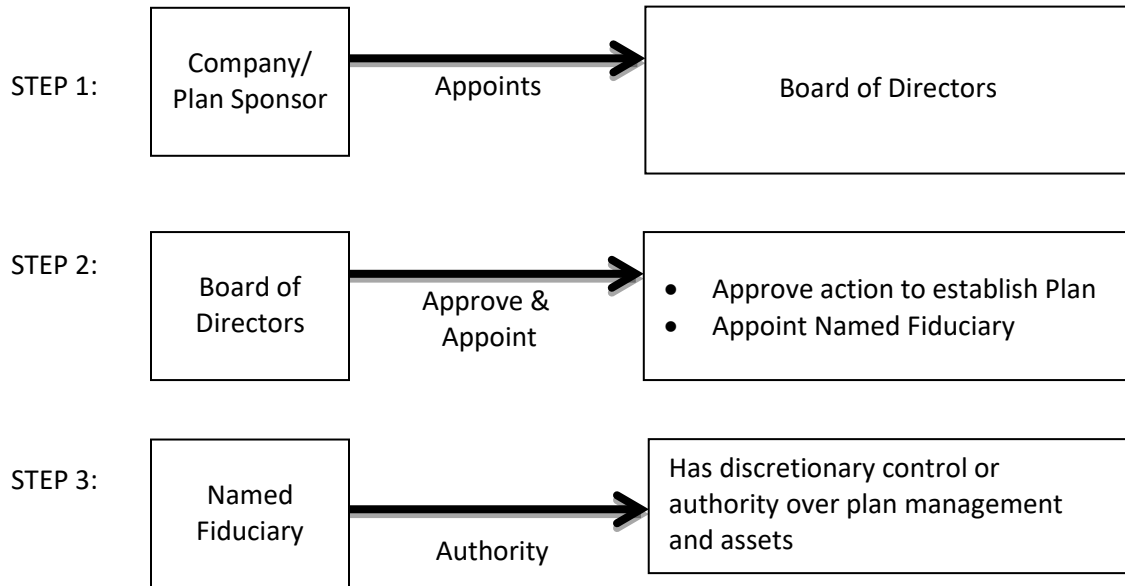 STEP 1:
Company/
Plan Sponsor
Appoints
Board of Directors
STEP 2:
Board of
Directors
Approve &
Appoint
• Approve action to establish Plan
• Appoint Named Fiduciary
STEP 3:
Named
Fiduciary
Authority
Has discretionary control or
authority over plan management
and assets